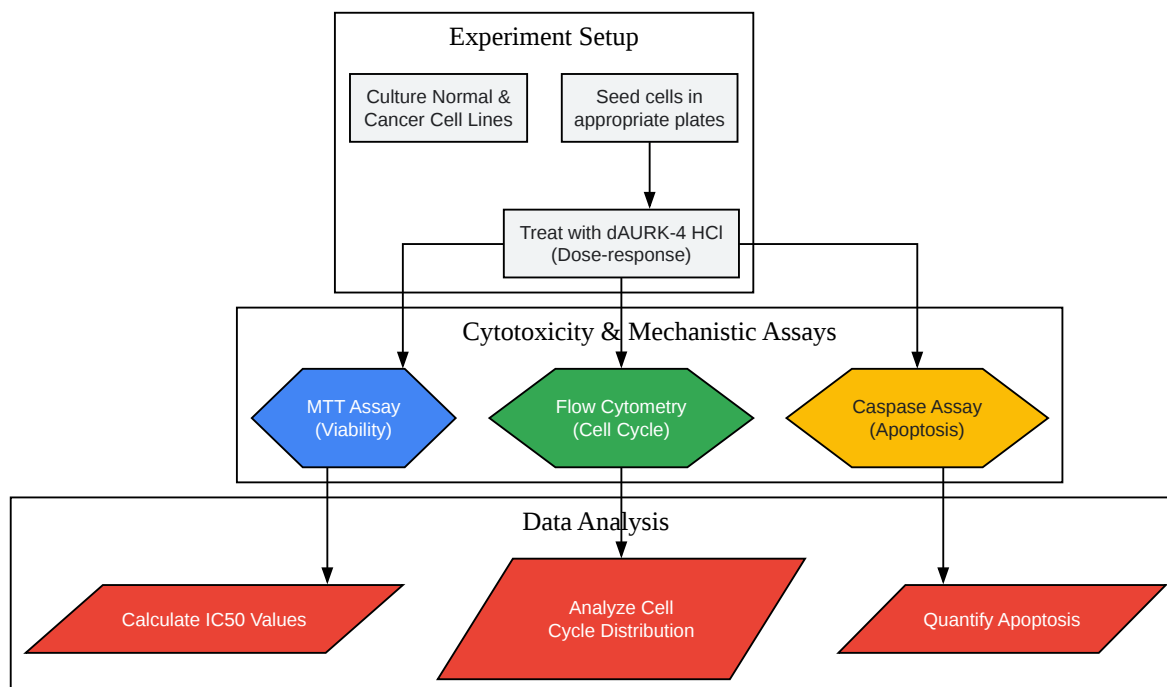 Experiment Setup
Culture Normal &
Cancer Cell Lines
Seed cells in
appropriate plates
Treat with dAURK-4 HCl
(Dose-response)
Cytotoxicity & Mechanistic Assays
MTT Assay
(Viability)
Flow Cytometry
(Cell Cycle)
Caspase Assay
(Apoptosis)
Data Analysis
Calculate IC50 Values
Analyze Cell
Cycle Distribution
Quantify Apoptosis